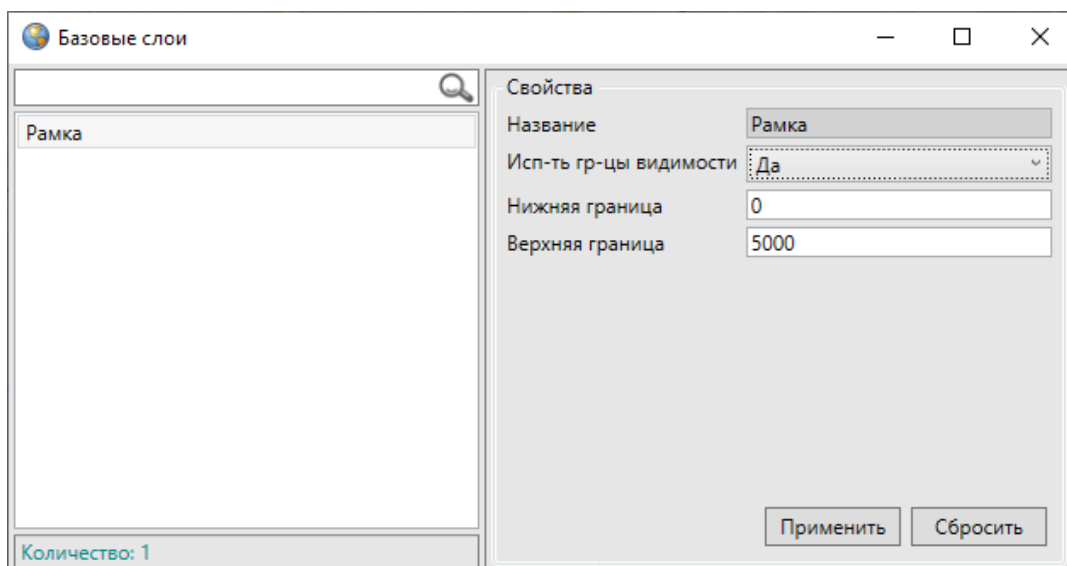 Базовые слои
Рамка
Количество: 1
Свойства
Название Рамка
Исп-ть гр-цы видимости Да
Нижняя граница 0
Верхняя граница 5000
Применить Сбросить